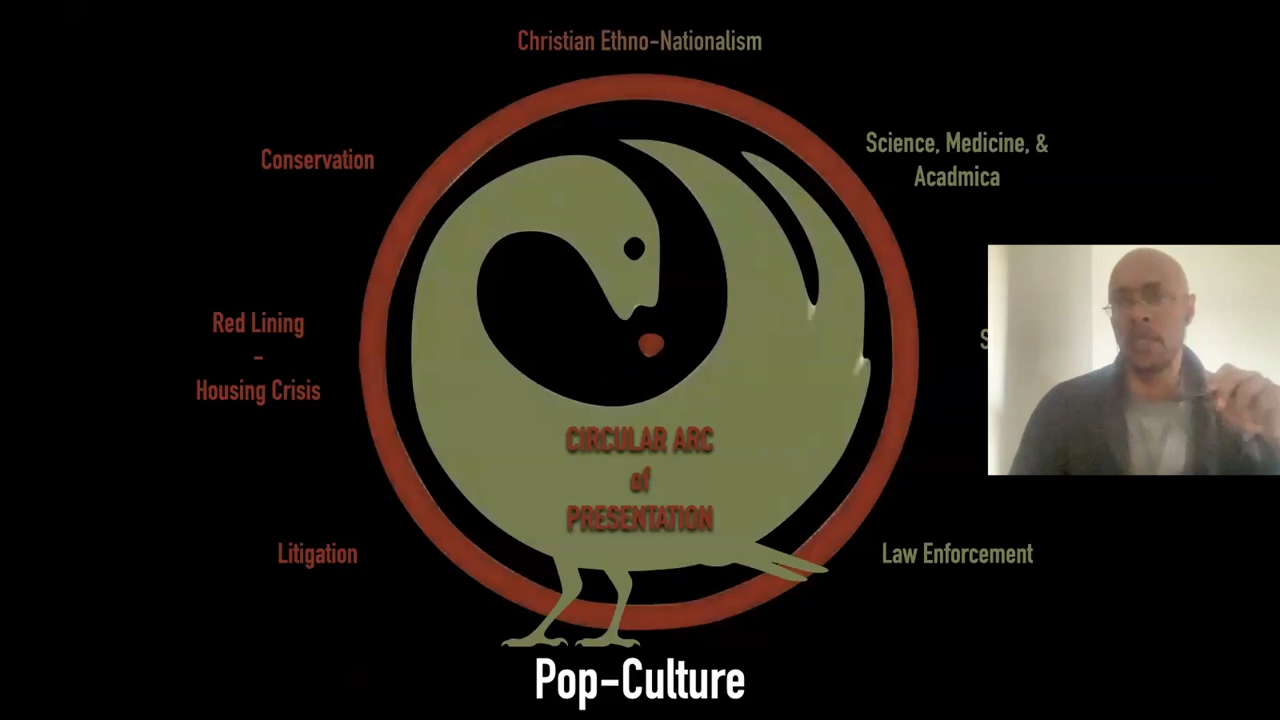 Christian Ethno-Nationalism
Conservation
Science, Medicine, &
Acadmica
Red Lining
-
Housing Crisis
CIRCULAR ARC
of
PRESENTATION
Litigation
Law Enforcement
Pop-Culture